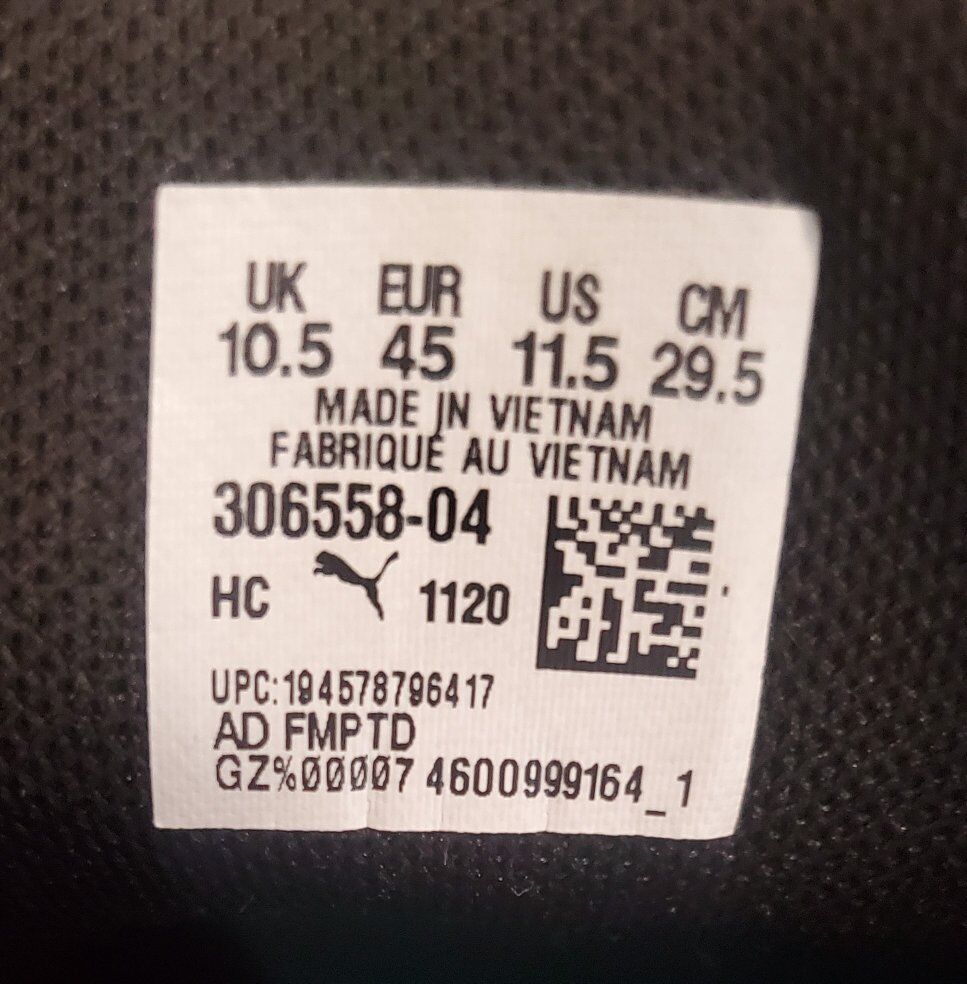 UK EUR US CM
10.5 45 11.5 29.5
MADE IN VIETNAM
FABRIQUE AU VIETNAM
306558-04
HC 1120
UPC:194578796417
AD FMPTD
GZ%00007 4600999164_1